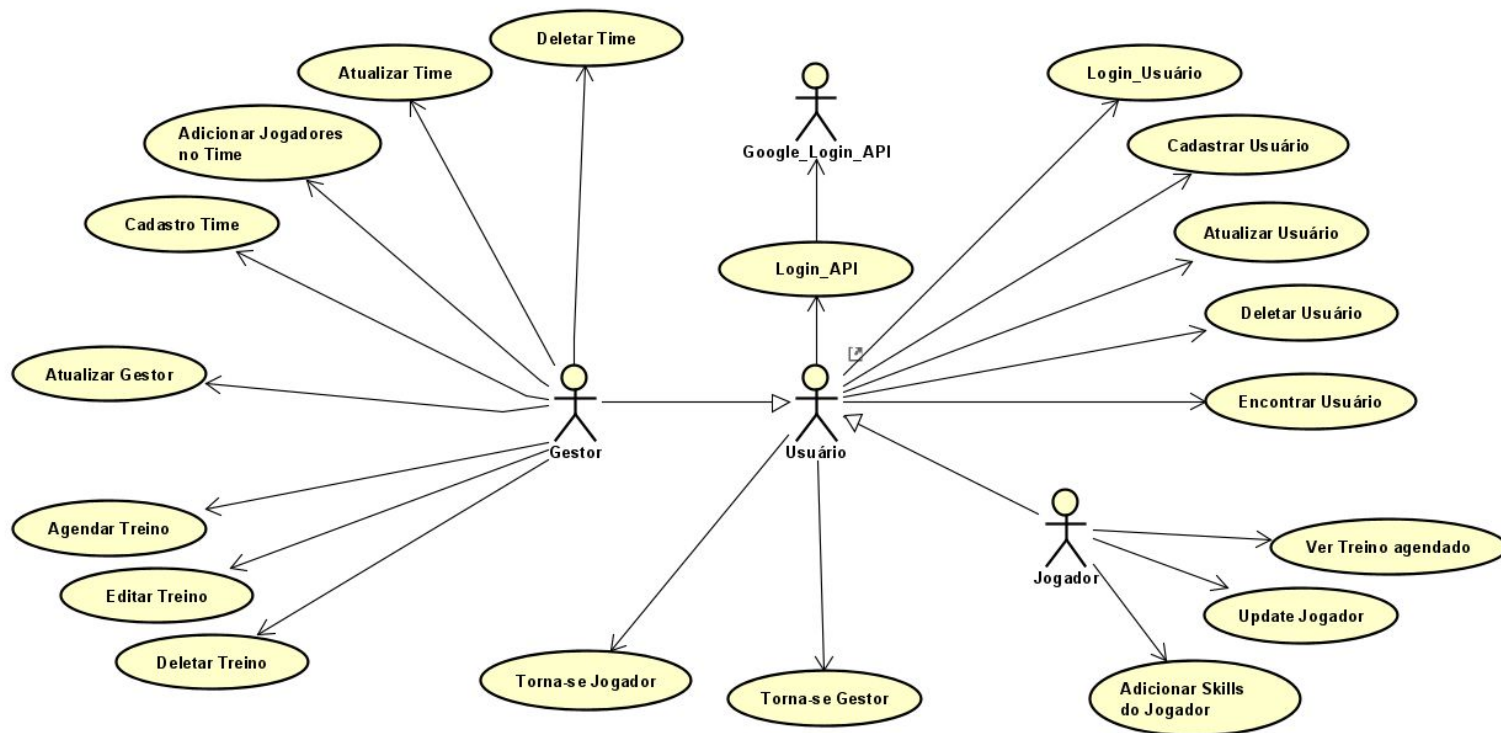 Deletar Time
Atualizar Time
Login_Usuário
Adicionar Jogadores
no Time
Google_Login_API
Cadastrar Usuário
Cadastro Time
Atualizar Usuário
Login_API
Deletar Usuário
Atualizar Gestor
Encontrar Usuário
Gestor
Usuário
Agendar Treino
Ver Treino agendado
Jogador
Editar Treino
Update Jogador
Deletar Treino
Torna-se Jogador
Torna-se Gestor
Adicionar Skills
do Jogador